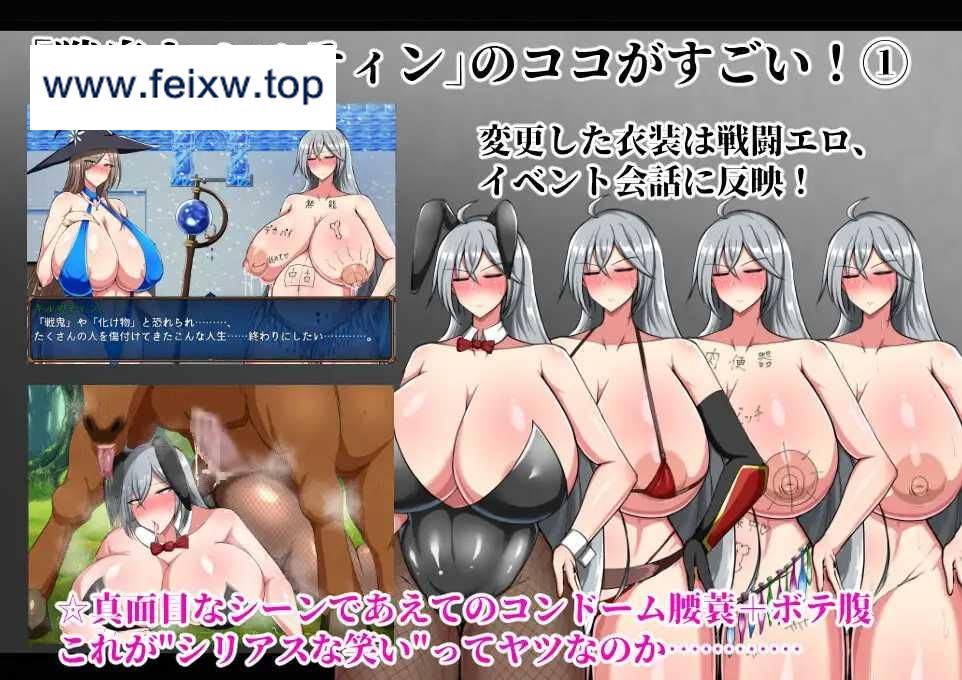 ィン」のココがすごい！①
www.feixw.top
変更した衣装は戦闘エロ、
イベント会話に反映！
無能
「戦鬼」や「化け物」と恐れられ………、
たくさんの人を傷付けてきたこんな人生……終わりにしたい…………。
肉便器
☆真面目なシーンであえてのコンドーム腰蓑＋ボテ腹
これが"シリアスな笑い"ってヤツなのか…………